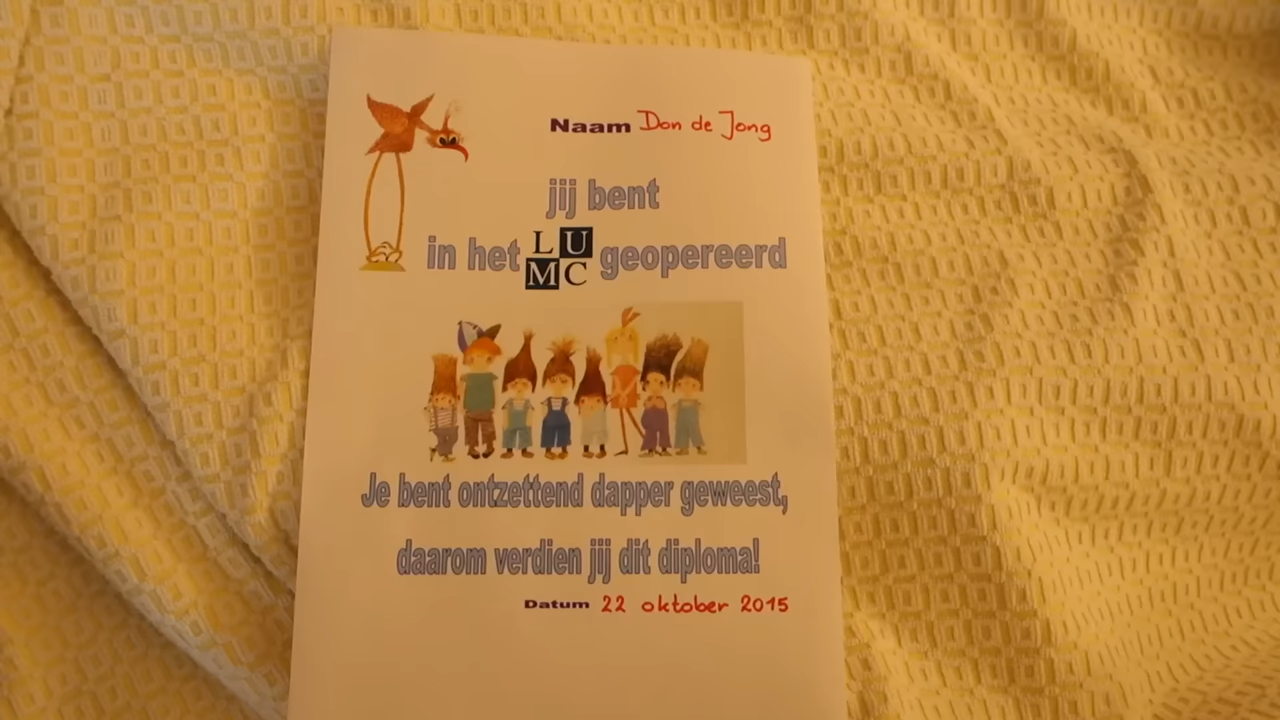 Naam Don de Jong
jij bent
in het LUMC geopereerd
Je bent ontzettend dapper geweest,
daarom verdien jij dit diploma!
Datum 22 oktober 2015